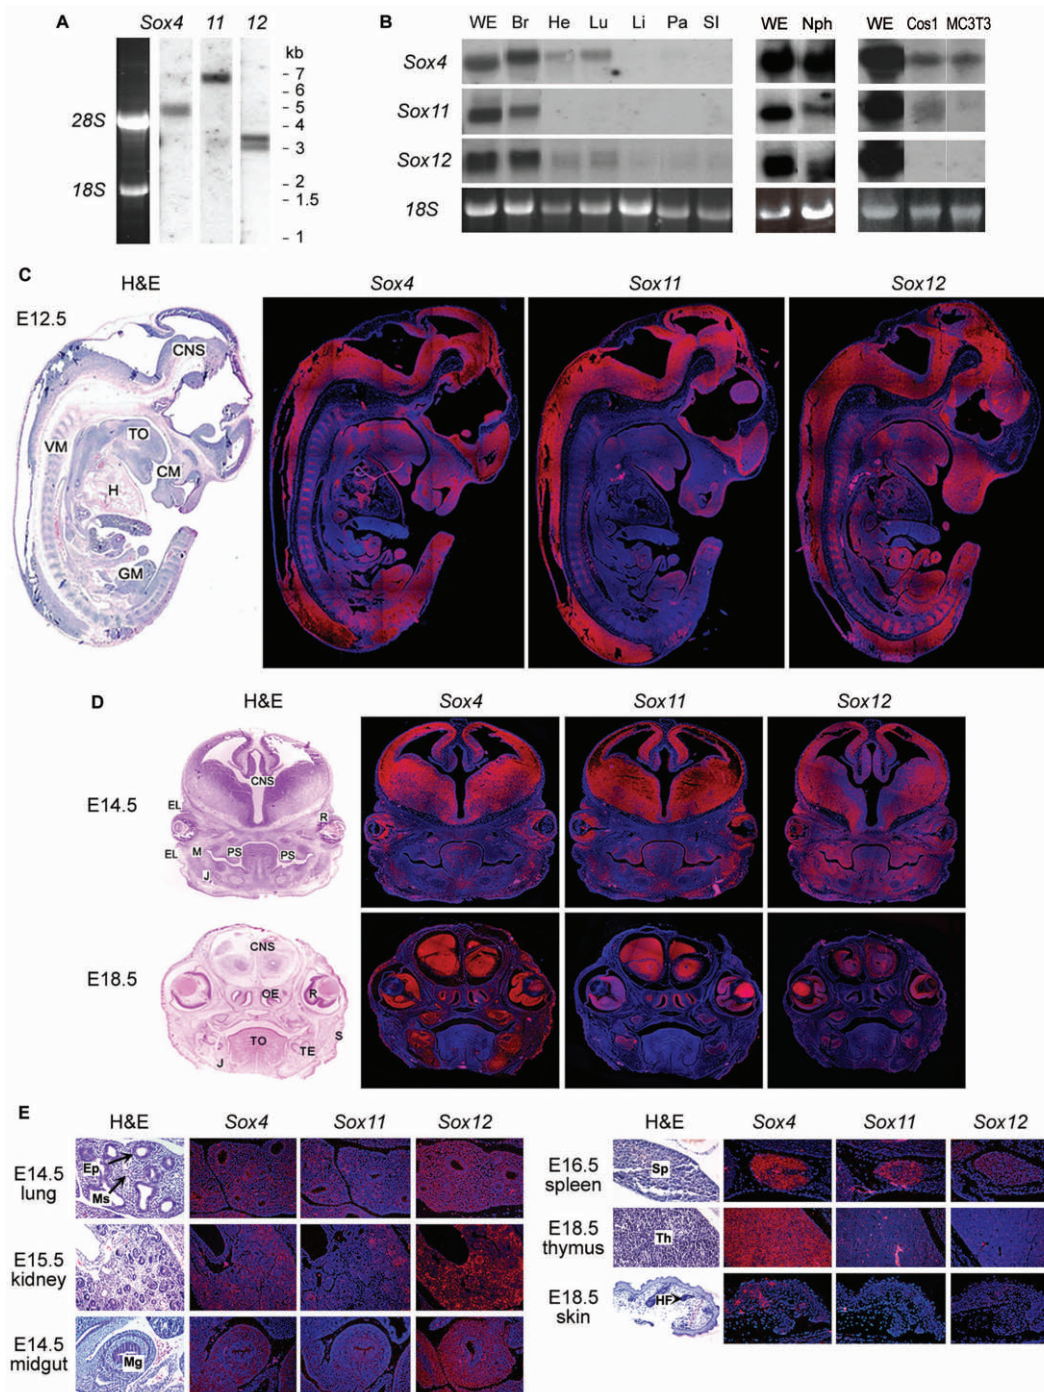 A
Sox4 11 12
kb
28S
18S
- 7
- 6
- 5
- 4
- 3
- 2
- 1.5
- 1
B
WE Br He Lu Li Pa SI
WE Nph
WE Cos1 MC3T3
Sox4
Sox11
Sox12
18S
C
H&E Sox4 Sox11 Sox12
E12.5
CNS
VM
TO
CM
H
GM
D
H&E Sox4 Sox11 Sox12
E14.5
CNS
EL
R
EL
M
PS
PS
J
E18.5
CNS
OE
R
S
TO
TE
J
E
H&E Sox4 Sox11 Sox12
E14.5
lung
Ep
Ms
E15.5
kidney
E14.5
midgut
Mg
H&E Sox4 Sox11 Sox12
E16.5
spleen
Sp
E18.5
thymus
Th
E18.5
skin
HF